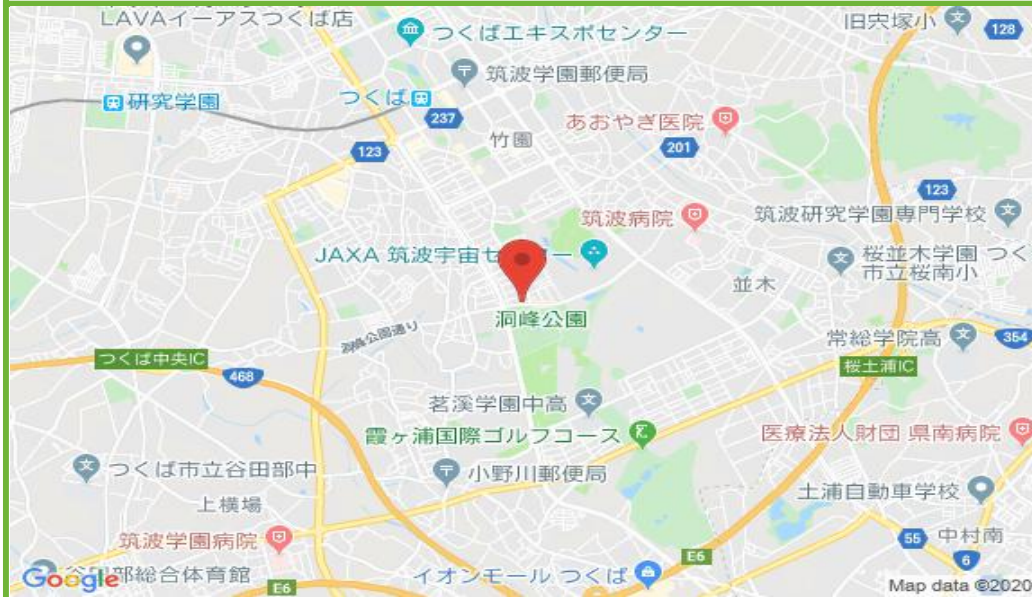 LAVAイーアスつくば店
旧宍塚小
128
つくばエキスポセンター
筑波学園郵便局
研究学園
つくば
237
竹園
あおやぎ医院
201
123
123
筑波病院
筑波研究学園専門学校
JAXA 筑波宇宙セ
ー
桜並木学園 つく
市立桜南小
並木
洞峰公園
洞峰公園通り
常総学院高
354
つくば中央IC
桜土浦IC
468
茗溪学園中高
霞ヶ浦国際ゴルフコース
医療法人財団 県南病院
つくば市立谷田部中
小野川郵便局
上横場
土浦自動車学校
筑波学園病院
55
中村南
6
E6
Google
部総合体育館
E6
イオンモール つくば
Map data ©2020